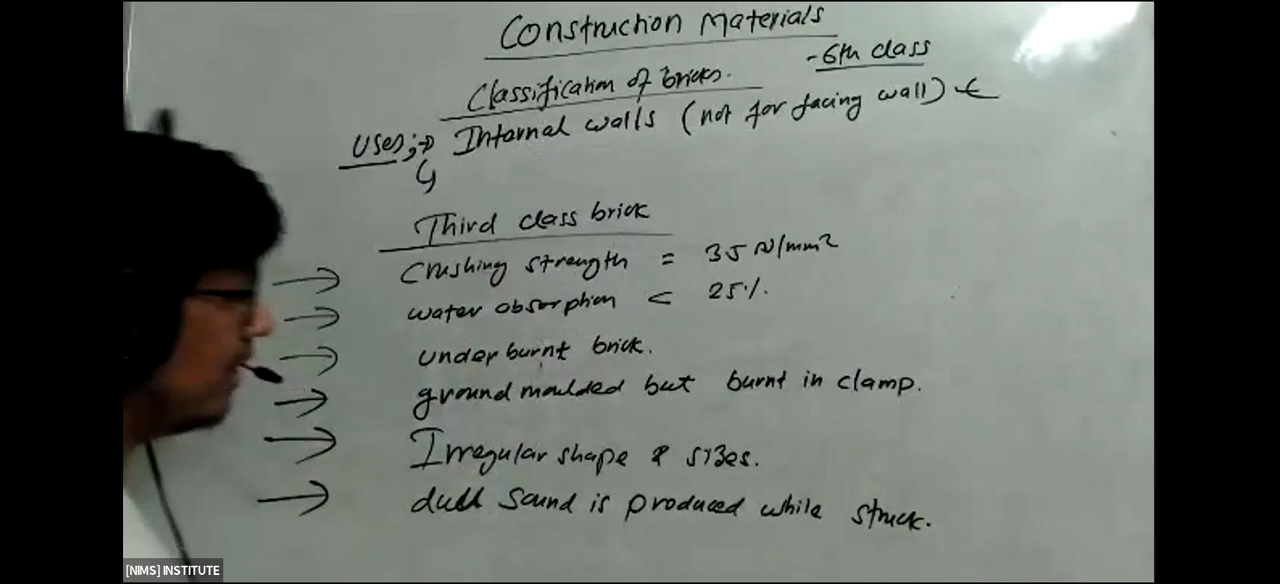 Construction Materials
- 6th class
Classification of bricks.
Uses;→ Internal walls (not for facing wall) ←
Third class brick
→ Crushing strength = 35 N/mm²
→ water obsorption < 25%.
→ under burnt brick.
→ ground moulded but burnt in clamp.
→ Irregular shape & sizes.
→ dull sound is produced while struck.
[NIMS] INSTITUTE